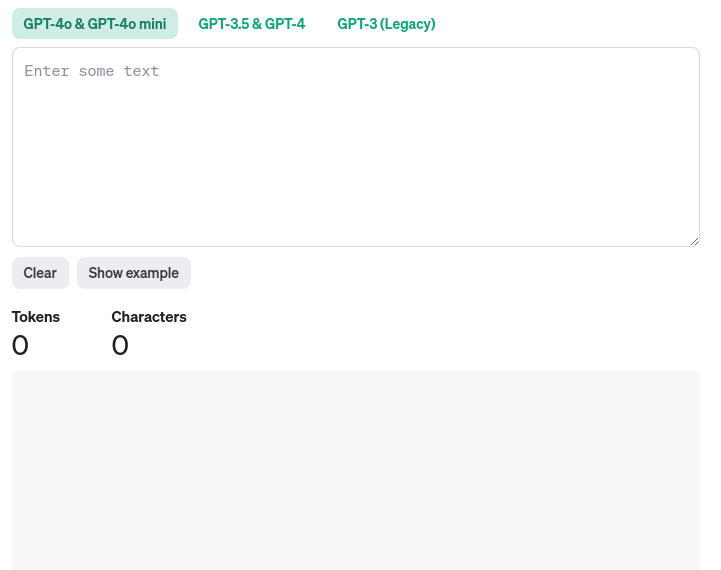 GPT-4o & GPT-4o mini GPT-3.5 & GPT-4 GPT-3 (Legacy)
Enter some text
Clear Show example
Tokens Characters
0 0